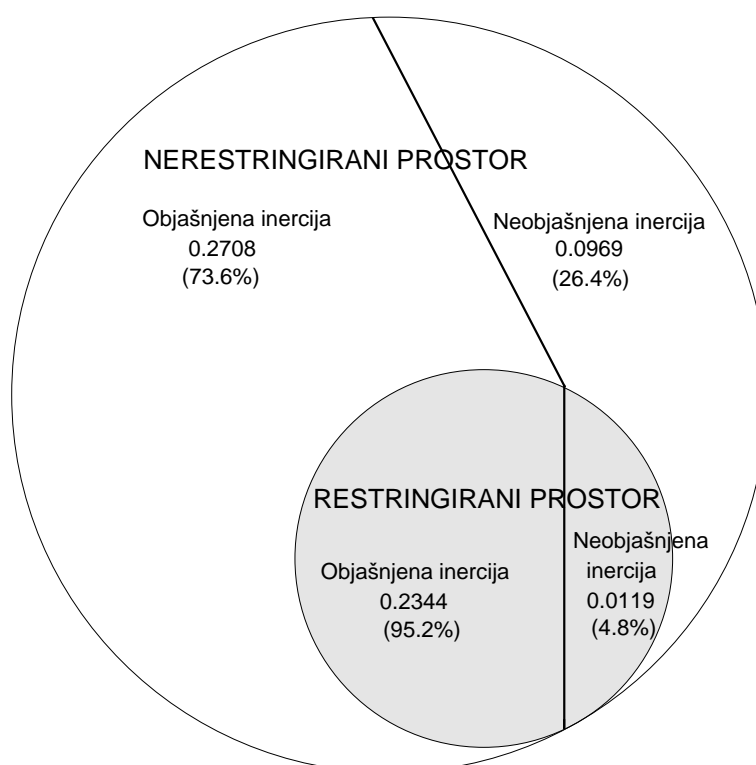 NERESTRINGIRANI PROSTOR
Objašnjena inercija
0.2708
(73.6%)
Neobjašnjena inercija
0.0969
(26.4%)
RESTRINGIRANI PROSTOR
Objašnjena inercija
0.2344
(95.2%)
Neobjašnjena
inercija
0.0119
(4.8%)